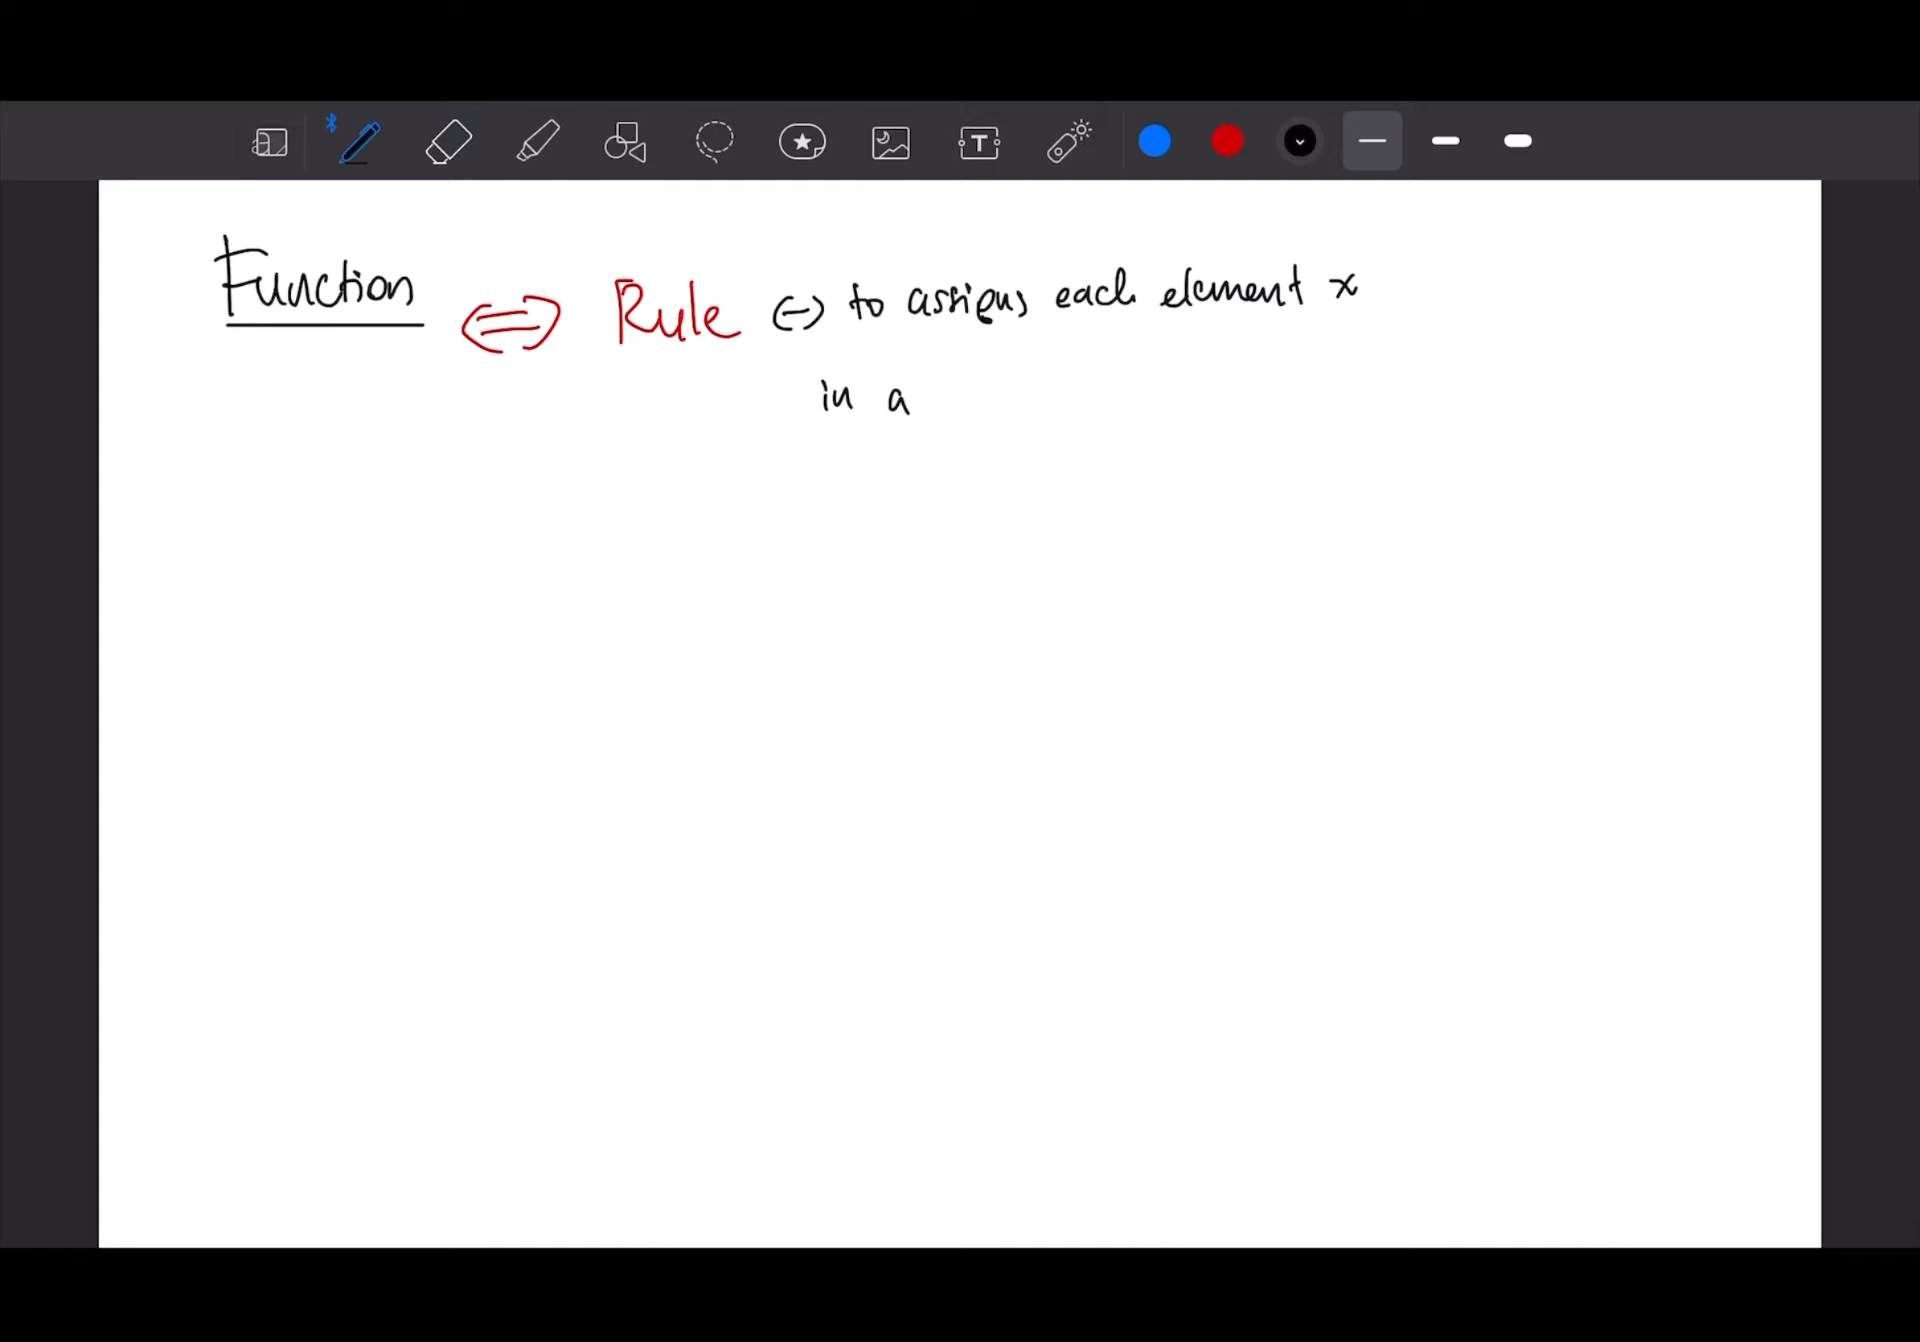 Function ⇔ Rule ↔ to assigns each element x
in a